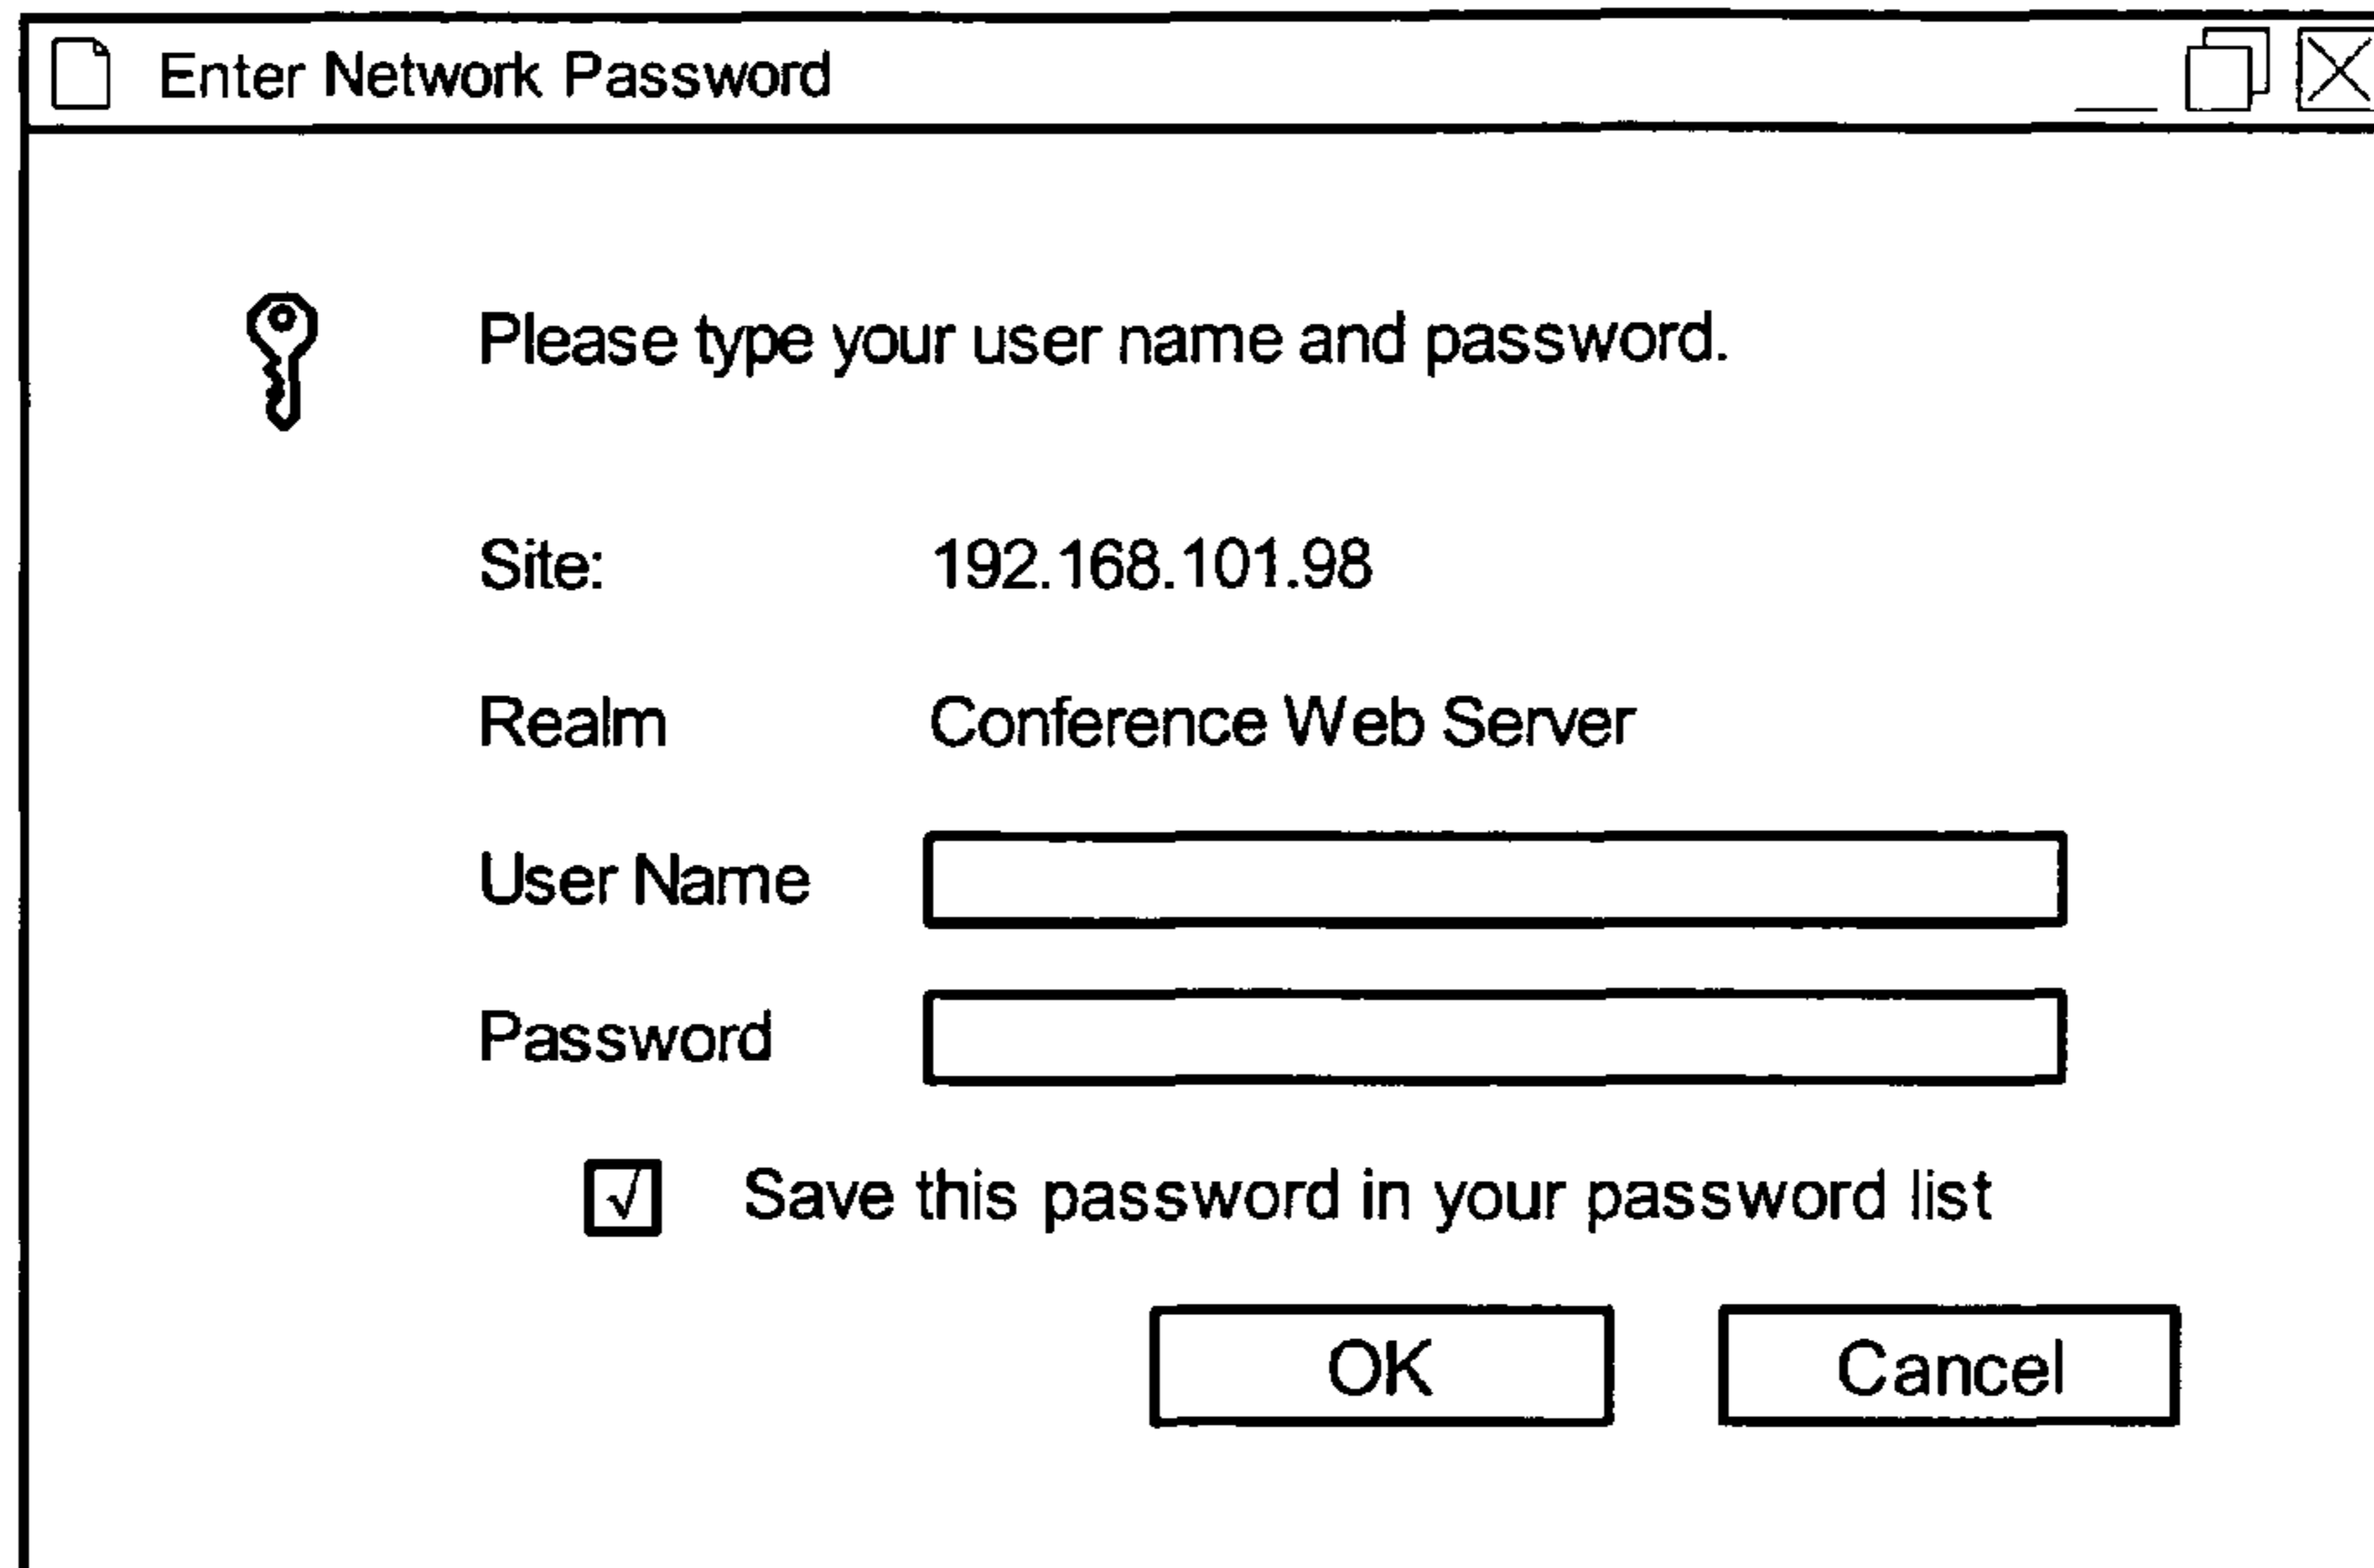 Enter Network Password
Please type your user name and password.
Site: 192.168.101.98
Realm Conference Web Server
User Name
Password
Save this password in your password list
OK Cancel